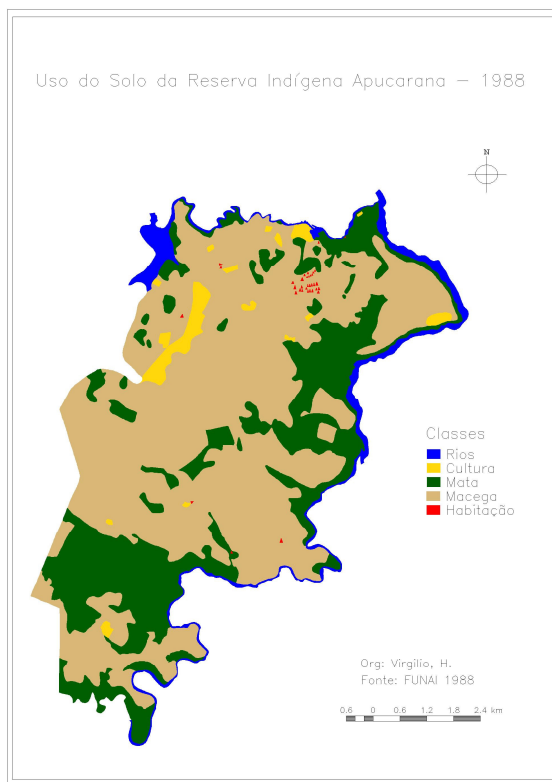 Uso do Solo da Reserva Indígena Apucarana – 1988
N
Classes
Rios
Cultura
Mata
Macega
Habitação
Org: Virgílio, H.
Fonte: FUNAI 1988
0.6 0 0.6 1.2 1.8 2.4 km